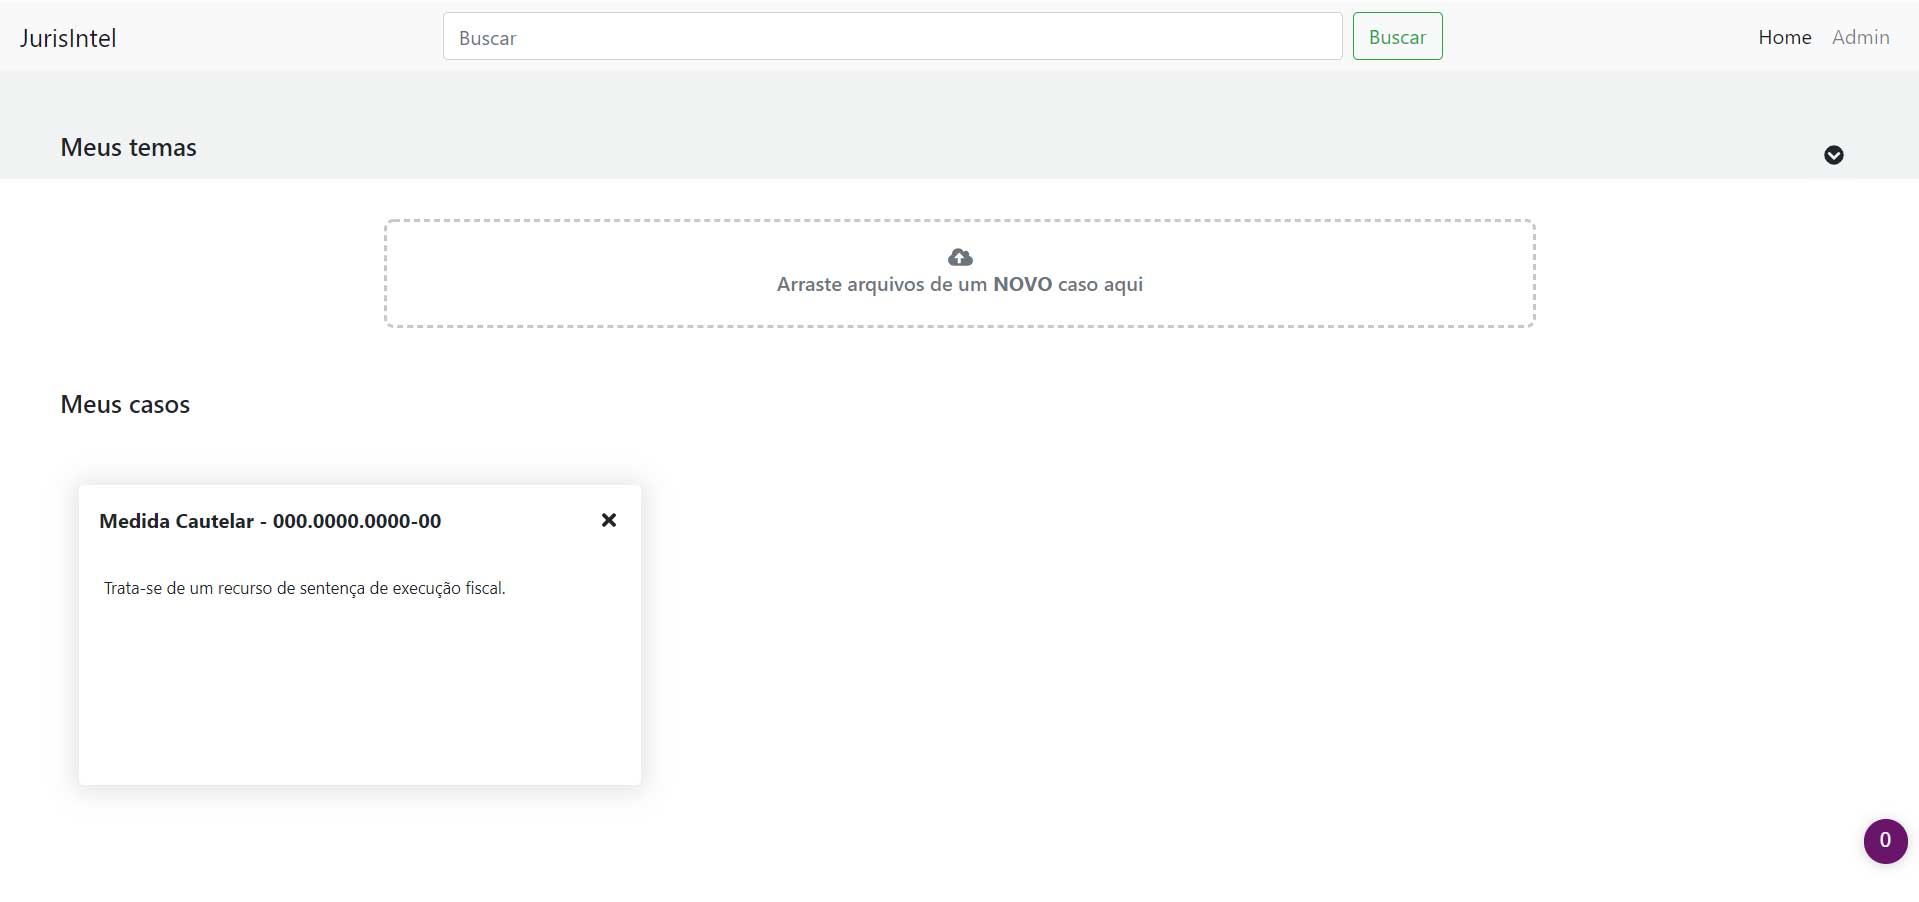 JurisIntel
Buscar
Buscar
Home
Admin
Meus temas
Arraste arquivos de um NOVO caso aqui
Meus casos
Medida Cautelar - 000.0000.0000-00
Trata-se de um recurso de sentença de execução fiscal.
0